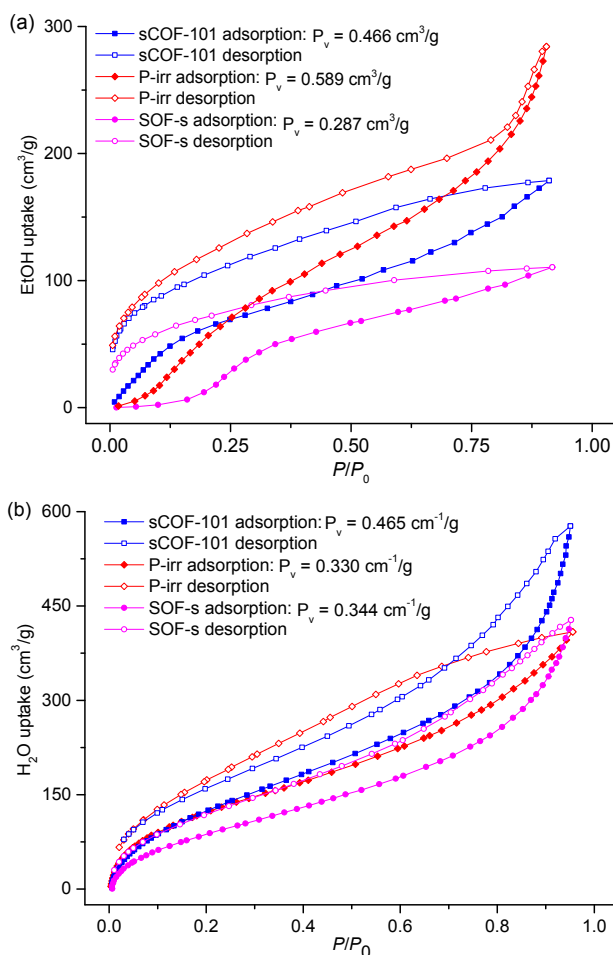 (a)
sCOF-101 adsorption: Pv = 0.466 cm³/g
sCOF-101 desorption
P-irr adsorption: Pv = 0.589 cm³/g
P-irr desorption
SOF-s adsorption: Pv = 0.287 cm³/g
SOF-s desorption
300
200
100
0
EtOH uptake (cm³/g)
0.00 0.25 0.50 0.75 1.00
P/P₀
(b)
600
sCOF-101 adsorption: Pv = 0.465 cm⁻¹/g
sCOF-101 desorption
P-irr adsorption: Pv = 0.330 cm⁻¹/g
P-irr desorption
SOF-s adsorption: Pv = 0.344 cm⁻¹/g
SOF-s desorption
450
300
150
0
H₂O uptake (cm³/g)
0.0 0.2 0.4 0.6 0.8 1.0
P/P₀